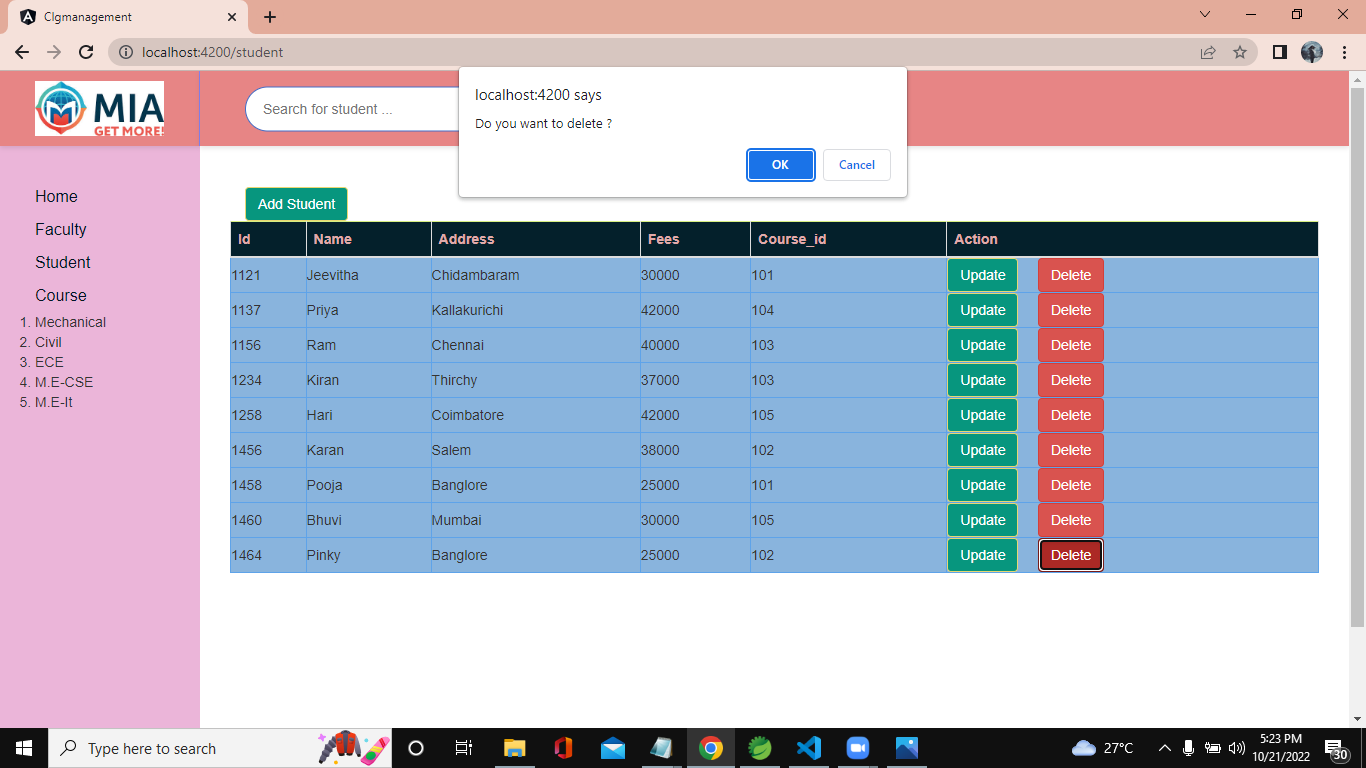 Clgmanagement
localhost:4200/student
MIA
GET MORE!
Search for student ...
localhost:4200 says
Do you want to delete ?
OK Cancel
Home
Faculty
Student
Course
1. Mechanical
2. Civil
3. ECE
4. M.E-CSE
5. M.E-It
Add Student
Id Name Address Fees Course_id Action
1121 Jeevitha Chidambaram 30000 101 Update Delete
1137 Priya Kallakurichi 42000 104 Update Delete
1156 Ram Chennai 40000 103 Update Delete
1234 Kiran Thirchy 37000 103 Update Delete
1258 Hari Coimbatore 42000 105 Update Delete
1456 Karan Salem 38000 102 Update Delete
1458 Pooja Banglore 25000 101 Update Delete
1460 Bhuvi Mumbai 30000 105 Update Delete
1464 Pinky Banglore 25000 102 Update Delete
Type here to search
27°C
5:23 PM
10/21/2022
30